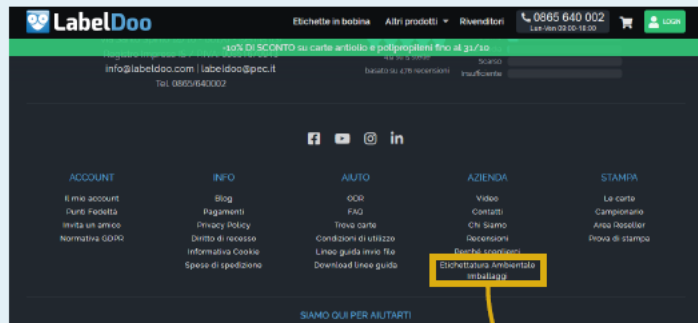 LabelDoo
Etichette in bobina Altri prodotti Rivenditori 0865 640 002 LOGIN
Lun-Ven 09:00-18:00
-10% DI SCONTO su carte antiolio e polipropileni fino al 31/10
info@labeldoo.com | labeldoo@pec.it
basato su 476 recensioni
Scarso
Insufficiente
Tel. 0865/640002
ACCOUNT INFO AIUTO AZIENDA STAMPA
Il mio account Blog OCR Video Le carte
Punti Fedeltà Pagamenti FAQ Contatti Campionario
Invita un amico Privacy Policy Trova carte Chi Siamo Area Reseller
Normativa GDPR Diritto di recesso Condizioni di utilizzo Recensioni Prova di stampa
Informativa Cookie Linee guida invio file Perché sceglierci
Spese di spedizione Download linee guida Etichettatura Ambientale
Imballaggi
SIAMO QUI PER AIUTARTI